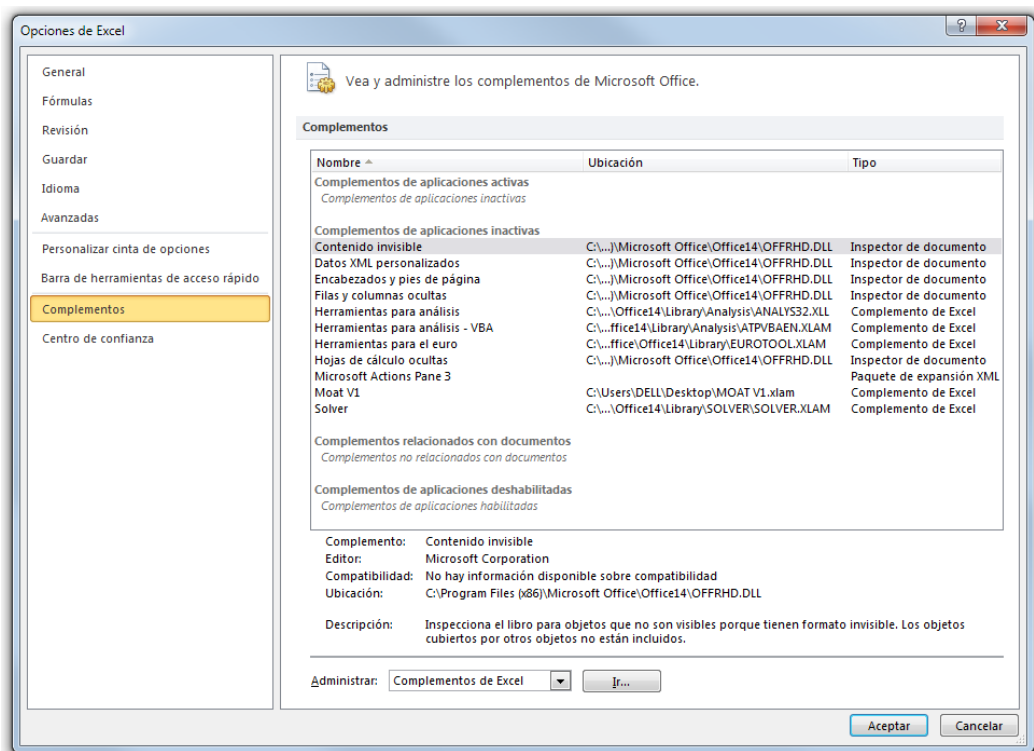 Opciones de Excel
General
Fórmulas
Revisión
Guardar
Idioma
Avanzadas
Personalizar cinta de opciones
Barra de herramientas de acceso rápido
Complementos
Centro de confianza
Vea y administre los complementos de Microsoft Office.
Complementos
Nombre Ubicación Tipo
Complementos de aplicaciones activas
Complementos de aplicaciones inactivas
Complementos de aplicaciones inactivas
Contenido invisible C:\...)\Microsoft Office\Office14\OFFRHD.DLL Inspector de documento
Datos XML personalizados C:\...)\Microsoft Office\Office14\OFFRHD.DLL Inspector de documento
Encabezados y pies de página C:\...)\Microsoft Office\Office14\OFFRHD.DLL Inspector de documento
Filas y columnas ocultas C:\...)\Microsoft Office\Office14\OFFRHD.DLL Inspector de documento
Herramientas para análisis C:\...\Office14\Library\Analysis\ANALYS32.XLL Complemento de Excel
Herramientas para análisis - VBA C:\...ffice14\Library\Analysis\ATPVBAEN.XLAM Complemento de Excel
Herramientas para el euro C:\...ffice\Office14\Library\EUROTOOL.XLAM Complemento de Excel
Hojas de cálculo ocultas C:\...)\Microsoft Office\Office14\OFFRHD.DLL Inspector de documento
Microsoft Actions Pane 3 Paquete de expansión XML
Moat V1 C:\Users\DELL\Desktop\MOAT V1.xlam Complemento de Excel
Solver C:\...\Office14\Library\SOLVER\SOLVER.XLAM Complemento de Excel
Complementos relacionados con documentos
Complementos no relacionados con documentos
Complementos de aplicaciones deshabilitadas
Complementos de aplicaciones habilitadas
Complemento: Contenido invisible
Editor: Microsoft Corporation
Compatibilidad: No hay información disponible sobre compatibilidad
Ubicación: C:\Program Files (x86)\Microsoft Office\Office14\OFFRHD.DLL
Descripción: Inspecciona el libro para objetos que no son visibles porque tienen formato invisible. Los objetos
cubiertos por otros objetos no están incluidos.
Administrar: Complementos de Excel Ir...
Aceptar Cancelar